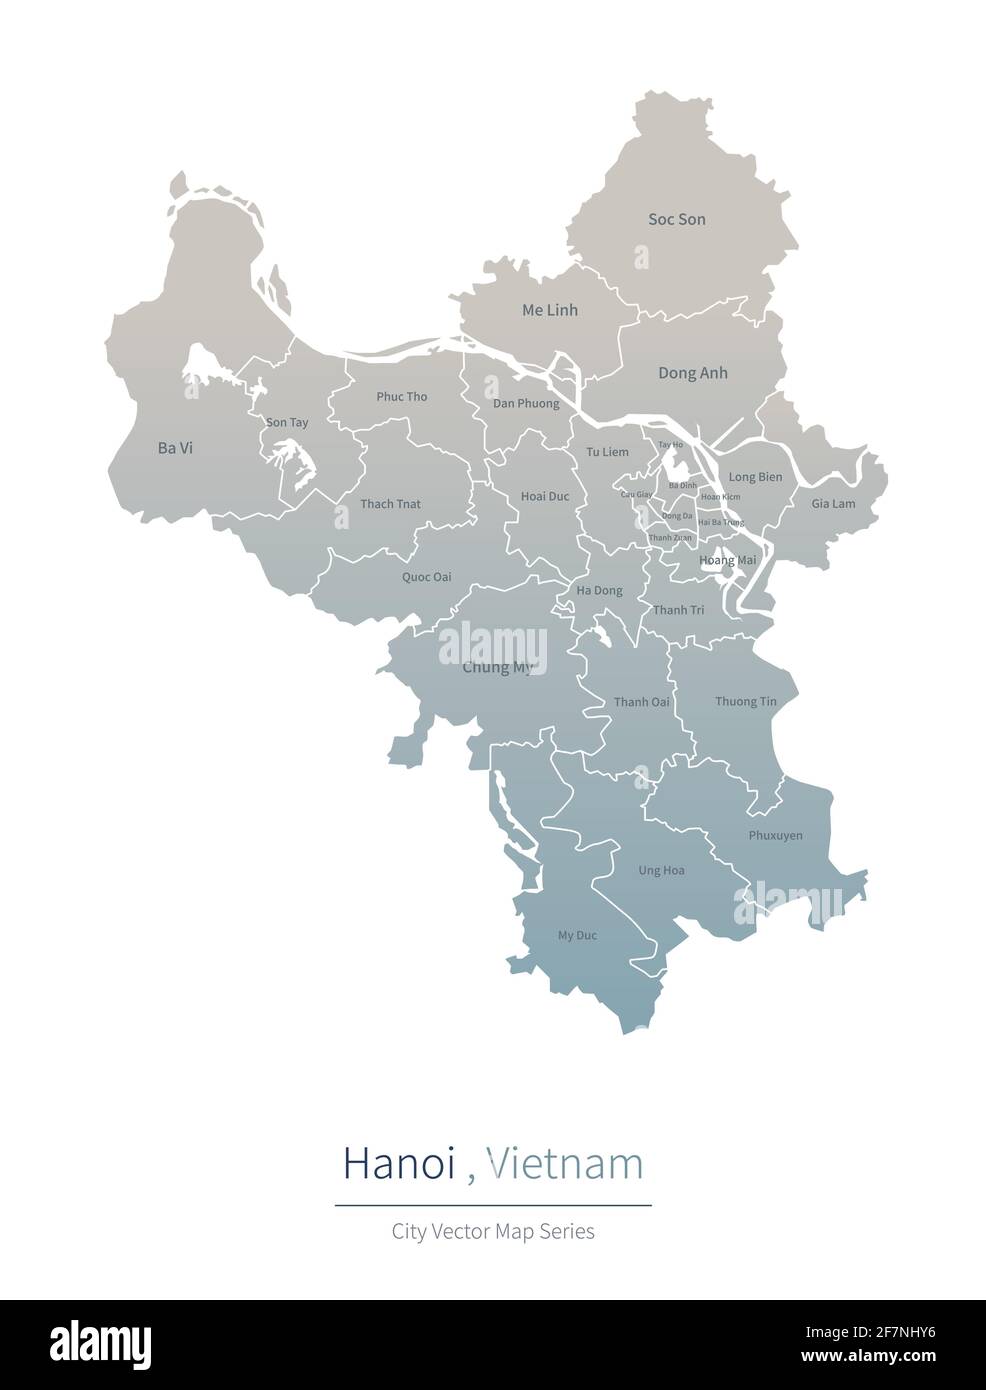 Soc Son
Me Linh
Dong Anh
Phuc Tho
Dan Phuong
Son Tay
Ba Vi
Tu Liem
Tay Ho
Long Bien
Ba Dinh
Cau Giay
Hoan Kicm
Hoai Duc
Thach Tnat
Gia Lam
Dong Da
Hai Ba Trung
Thanh Zuan
Hoang Mai
Quoc Oai
Ha Dong
Thanh Tri
Chung My
Thanh Oai
Thuong Tin
Phuxuyen
Ung Hoa
My Duc
a
a
a
a
a
a
alamy
alamy
Hanoi , Vietnam
City Vector Map Series
alamy
Image ID: 2F7NHY6
www.alamy.com